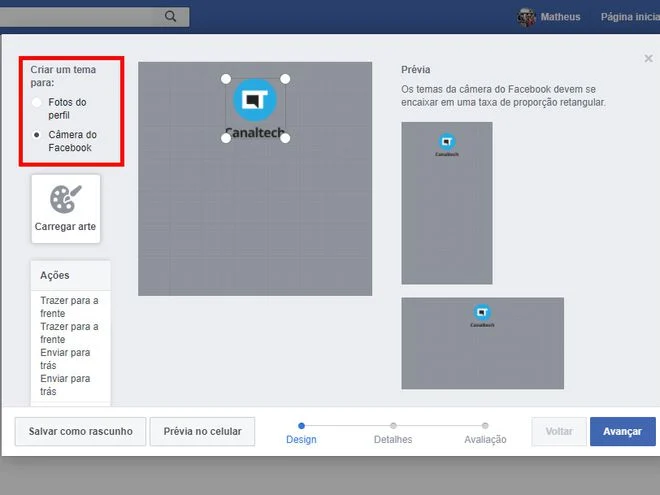 Matheus
Página inicia
Criar um tema
para:
Fotos do
perfil
Câmera do
Facebook
Carregar arte
Ações
Trazer para a
frente
Trazer para a
frente
Enviar para
trás
Enviar para
trás
Canaltech
Prévia
Os temas da câmera do Facebook devem se
encaixar em uma taxa de proporção retangular.
Canaltech
Canaltech
Salvar como rascunho
Prévia no celular
Design
Detalhes
Avaliação
Voltar
Avançar